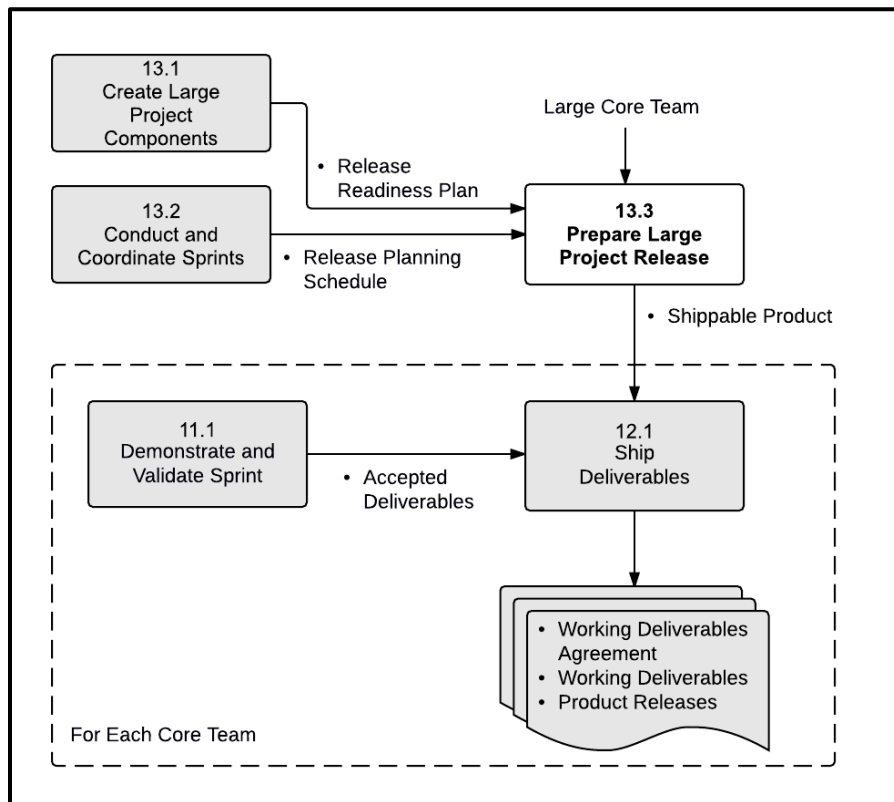 13.1
Create Large
Project
Components
Large Core Team
• Release
Readiness Plan
13.2
Conduct and
Coordinate Sprints
13.3
Prepare Large
Project Release
• Release Planning
Schedule
• Shippable Product
11.1
Demonstrate and
Validate Sprint
12.1
Ship
Deliverables
• Accepted
Deliverables
• Working Deliverables
Agreement
• Working Deliverables
• Product Releases
For Each Core Team